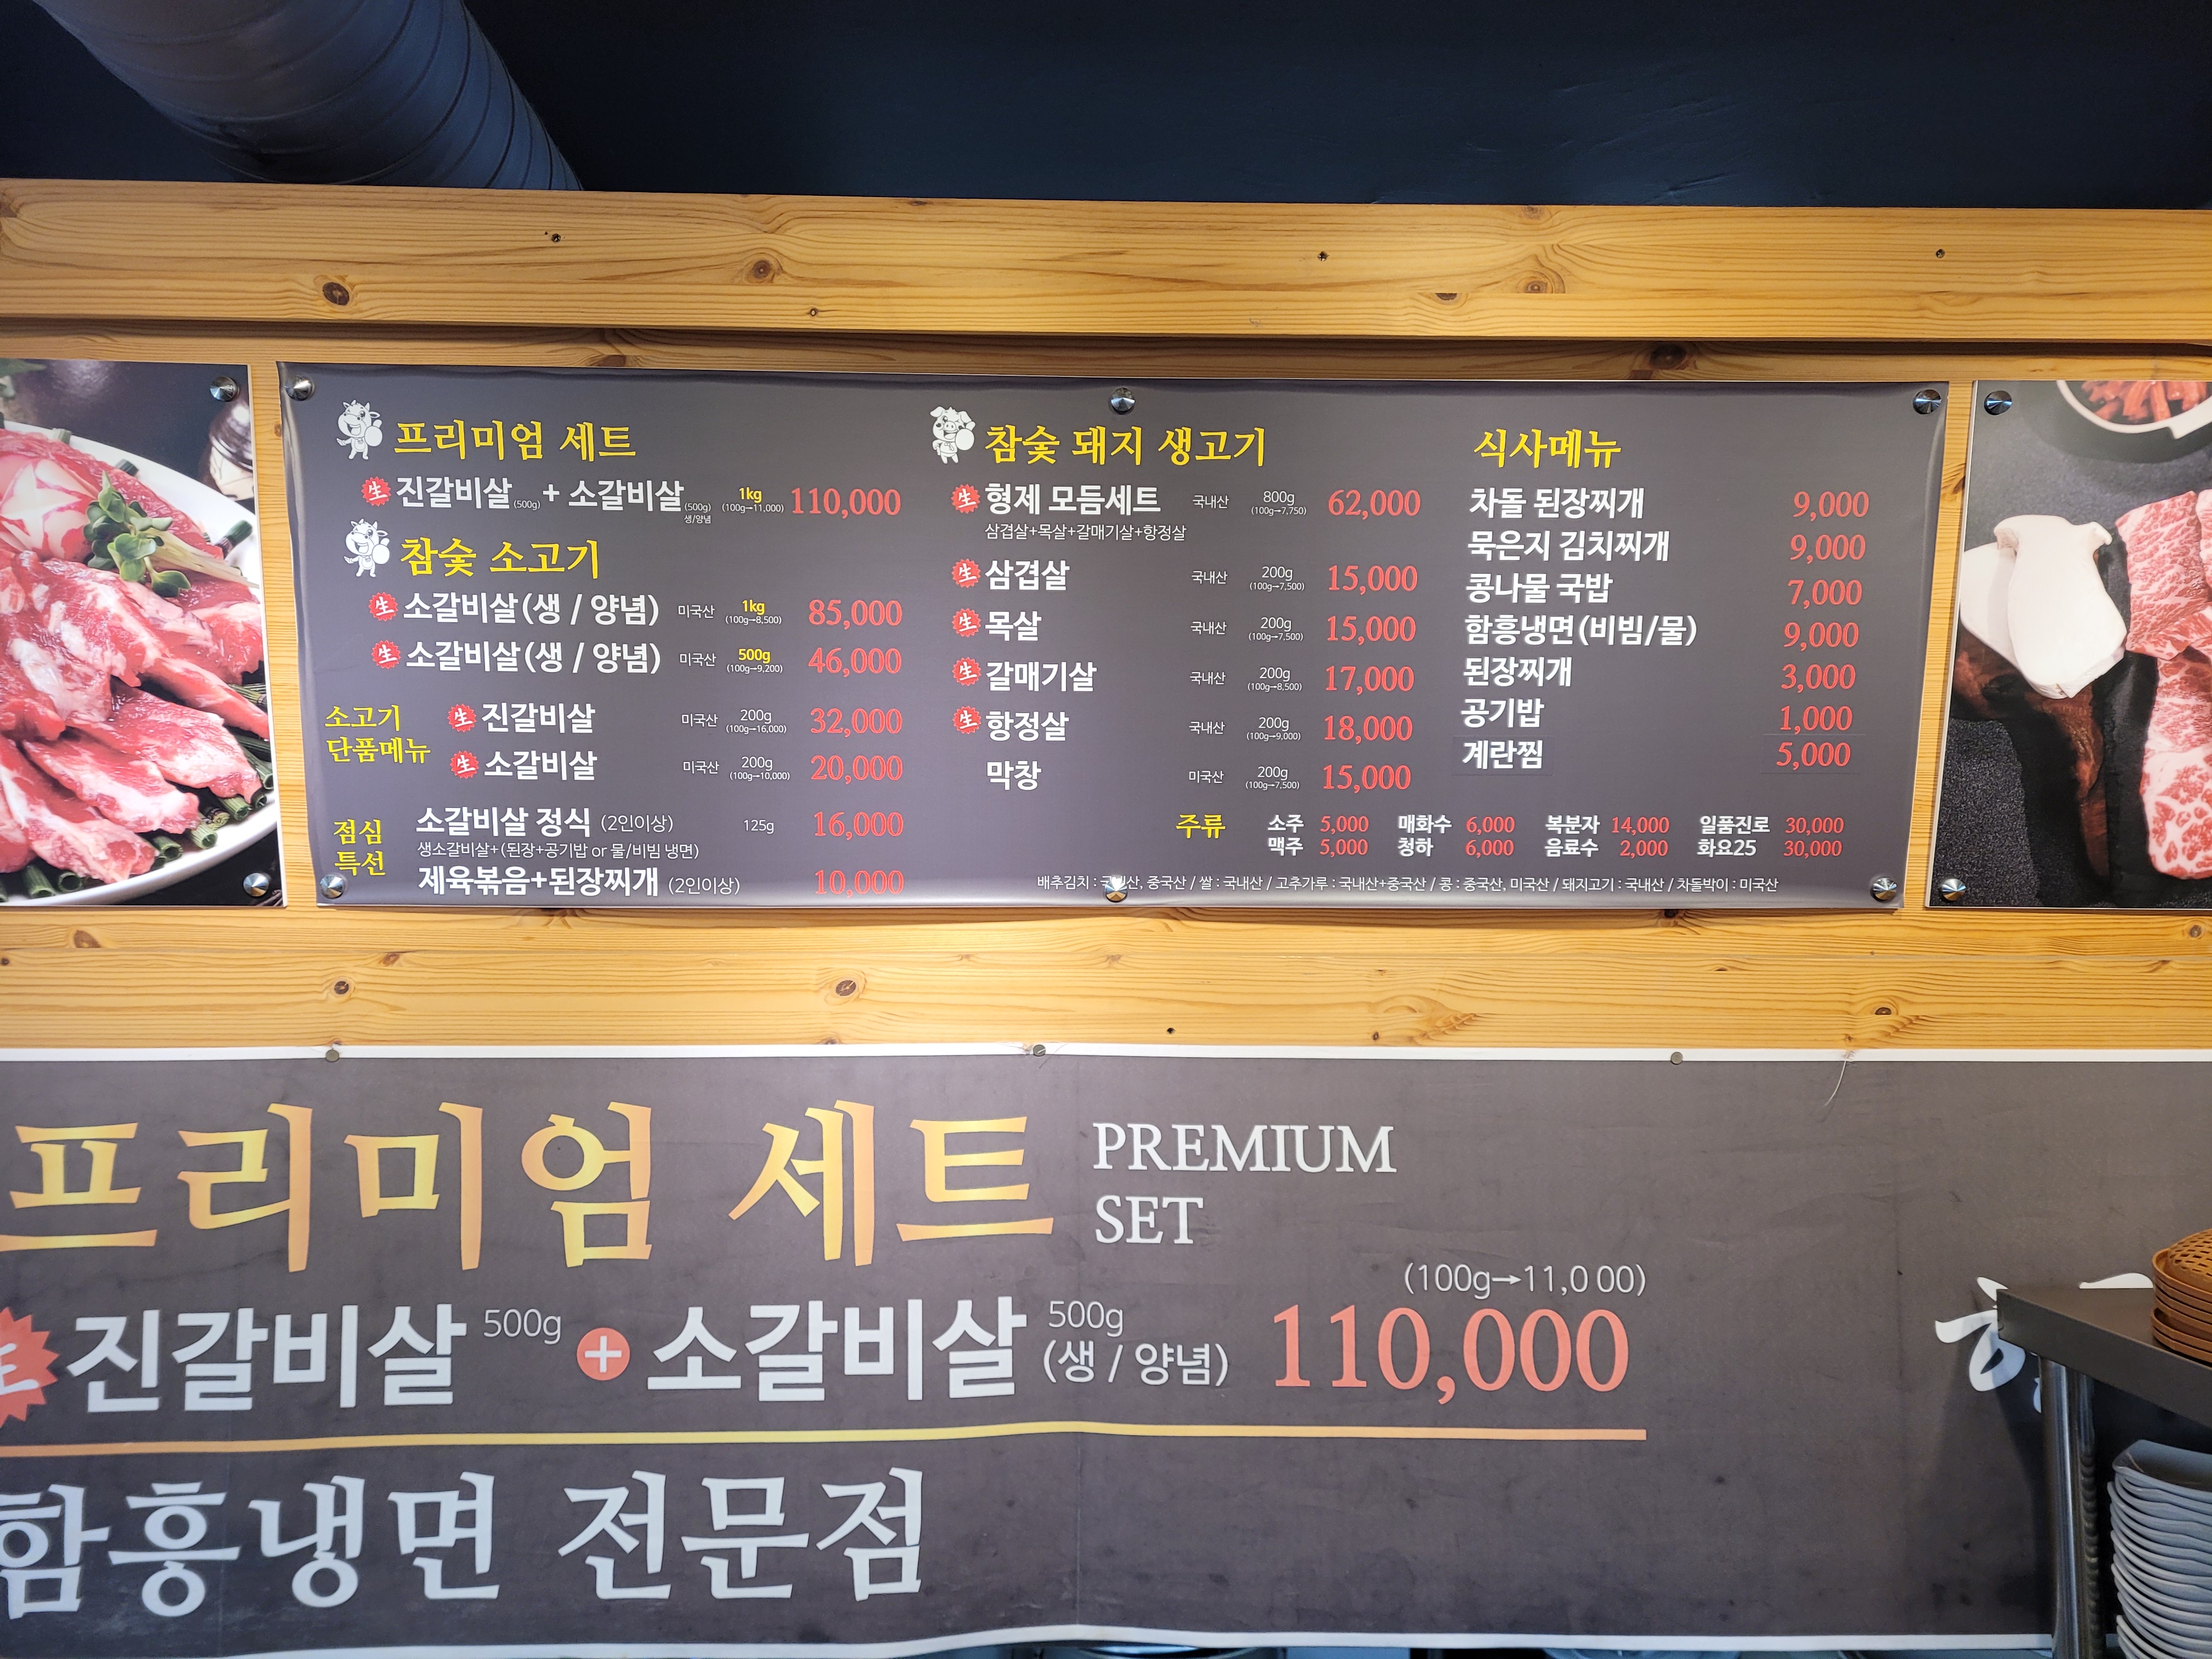 프리미엄 세트
生 진갈비살 (500g) + 소갈비살 (500g) 생/양념 1kg (100g→11,000) 110,000
참숯 소고기
生 소갈비살(생 / 양념) 미국산 1kg (100g→8,500) 85,000
生 소갈비살(생 / 양념) 미국산 500g (100g→9,200) 46,000
소고기 단품메뉴
生 진갈비살 미국산 200g (100g→16,000) 32,000
生 소갈비살 미국산 200g (100g→10,000) 20,000
점심 특선
소갈비살 정식 (2인이상) 125g 16,000
생소갈비살+(된장+공기밥 or 물/비빔 냉면)
제육볶음+된장찌개 (2인이상) 10,000
참숯 돼지 생고기
生 형제 모듬세트 국내산 800g (100g→7,750) 62,000
삼겹살+목살+갈매기살+항정살
生 삼겹살 국내산 200g (100g→7,500) 15,000
生 목살 국내산 200g (100g→7,500) 15,000
生 갈매기살 국내산 200g (100g→8,500) 17,000
生 항정살 국내산 200g (100g→9,000) 18,000
막창 미국산 200g (100g→7,500) 15,000
식사메뉴
차돌 된장찌개 9,000
묵은지 김치찌개 9,000
콩나물 국밥 7,000
함흥냉면(비빔/물) 9,000
된장찌개 3,000
공기밥 1,000
계란찜 5,000
주류
소주 5,000 매화수 6,000 복분자 14,000 일품진로 30,000
맥주 5,000 청하 6,000 음료수 2,000 화요25 30,000
배추김치 : 국내산, 중국산 / 쌀 : 국내산 / 고추가루 : 국내산+중국산 / 콩 : 중국산, 미국산 / 돼지고기 : 국내산 / 차돌박이 : 미국산
프리미엄 세트 PREMIUM
SET
(100g→11,000)
生 진갈비살 500g + 소갈비살 500g (생 / 양념) 110,000
함흥냉면 전문점